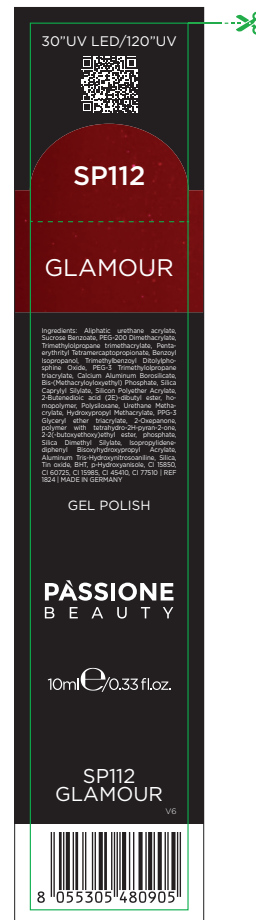 30"UV LED/120"UV
SP112
GLAMOUR
Ingredients: Aliphatic urethane acrylate,
Sucrose Benzoate, PEG-200 Dimethacrylate,
Trimethylolpropane trimethacrylate, Penta-
erythrityl Tetramercaptopropionate, Benzoyl
Isopropanol, Trimethylbenzoyl Ditolylpho-
sphine Oxide, PEG-3 Trimethylolpropane
triacrylate, Calcium Aluminum Borosilicate,
Bis-(Methacryloyloxyethyl) Phosphate, Silica
Caprylyl Silylate, Silicon Polyether Acrylate,
2-Butenedioic acid (2E)-dibutyl ester, ho-
mopolymer, Polysiloxane, Urethane Metha-
crylate, Hydroxypropyl Methacrylate, PPG-3
Glyceryl ether triacrylate, 2-Oxepanone,
polymer with tetrahydro-2H-pyran-2-one,
2-2(-butoxyethoxy)ethyl ester, phosphate,
Silica Dimethyl Silylate, Isopropylidene-
diphenyl Bisoxyhydroxypropyl Acrylate,
Aluminum Tris-Hydroxynitrosoaniline, Silica,
Tin oxide, BHT, p-Hydroxyanisole, CI 15850,
CI 60725, CI 15985, CI 45410, CI 77510 | REF
1824 | MADE IN GERMANY
GEL POLISH
PÀSSIONE
BEAUTY
10ml℮/0.33 fl.oz.
SP112
GLAMOUR
V6
8 055305 480905